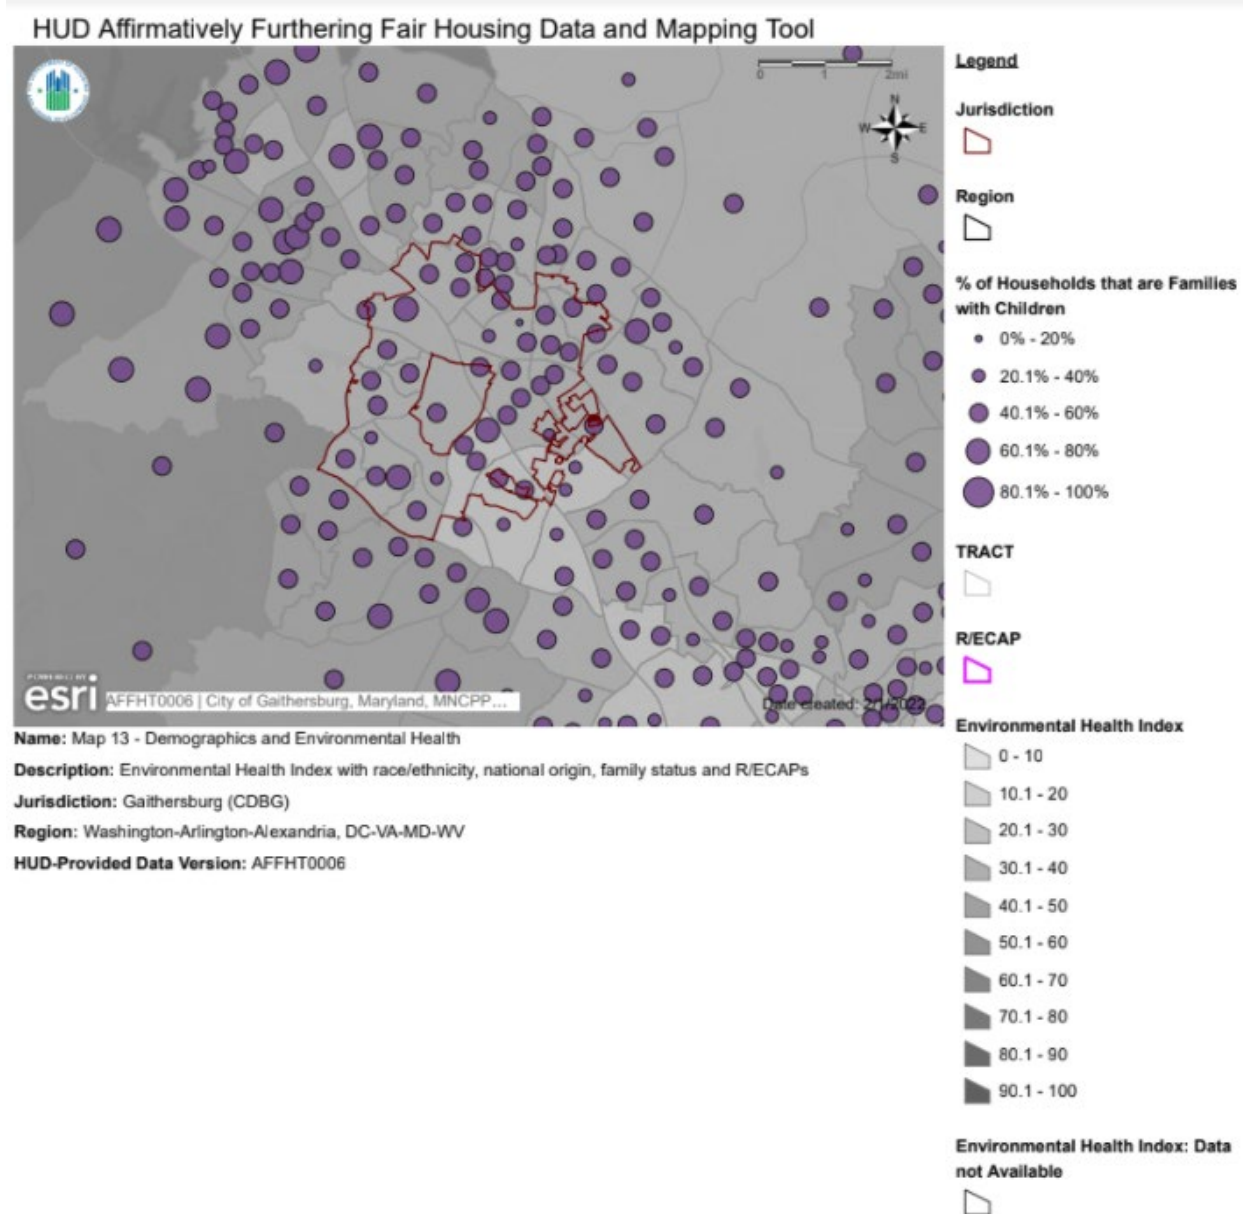 HUD Affirmatively Furthering Fair Housing Data and Mapping Tool
0 1 2mi
N
W E
S
POWERED BY
esri
AFFHT0006 | City of Gaithersburg, Maryland, MNCPP...
Date created: 2/1/2022
Name: Map 13 - Demographics and Environmental Health
Description: Environmental Health Index with race/ethnicity, national origin, family status and R/ECAPs
Jurisdiction: Gaithersburg (CDBG)
Region: Washington-Arlington-Alexandria, DC-VA-MD-WV
HUD-Provided Data Version: AFFHT0006
Legend
Jurisdiction
Region
% of Households that are Families
with Children
0% - 20%
20.1% - 40%
40.1% - 60%
60.1% - 80%
80.1% - 100%
TRACT
R/ECAP
Environmental Health Index
0 - 10
10.1 - 20
20.1 - 30
30.1 - 40
40.1 - 50
50.1 - 60
60.1 - 70
70.1 - 80
80.1 - 90
90.1 - 100
Environmental Health Index: Data
not Available